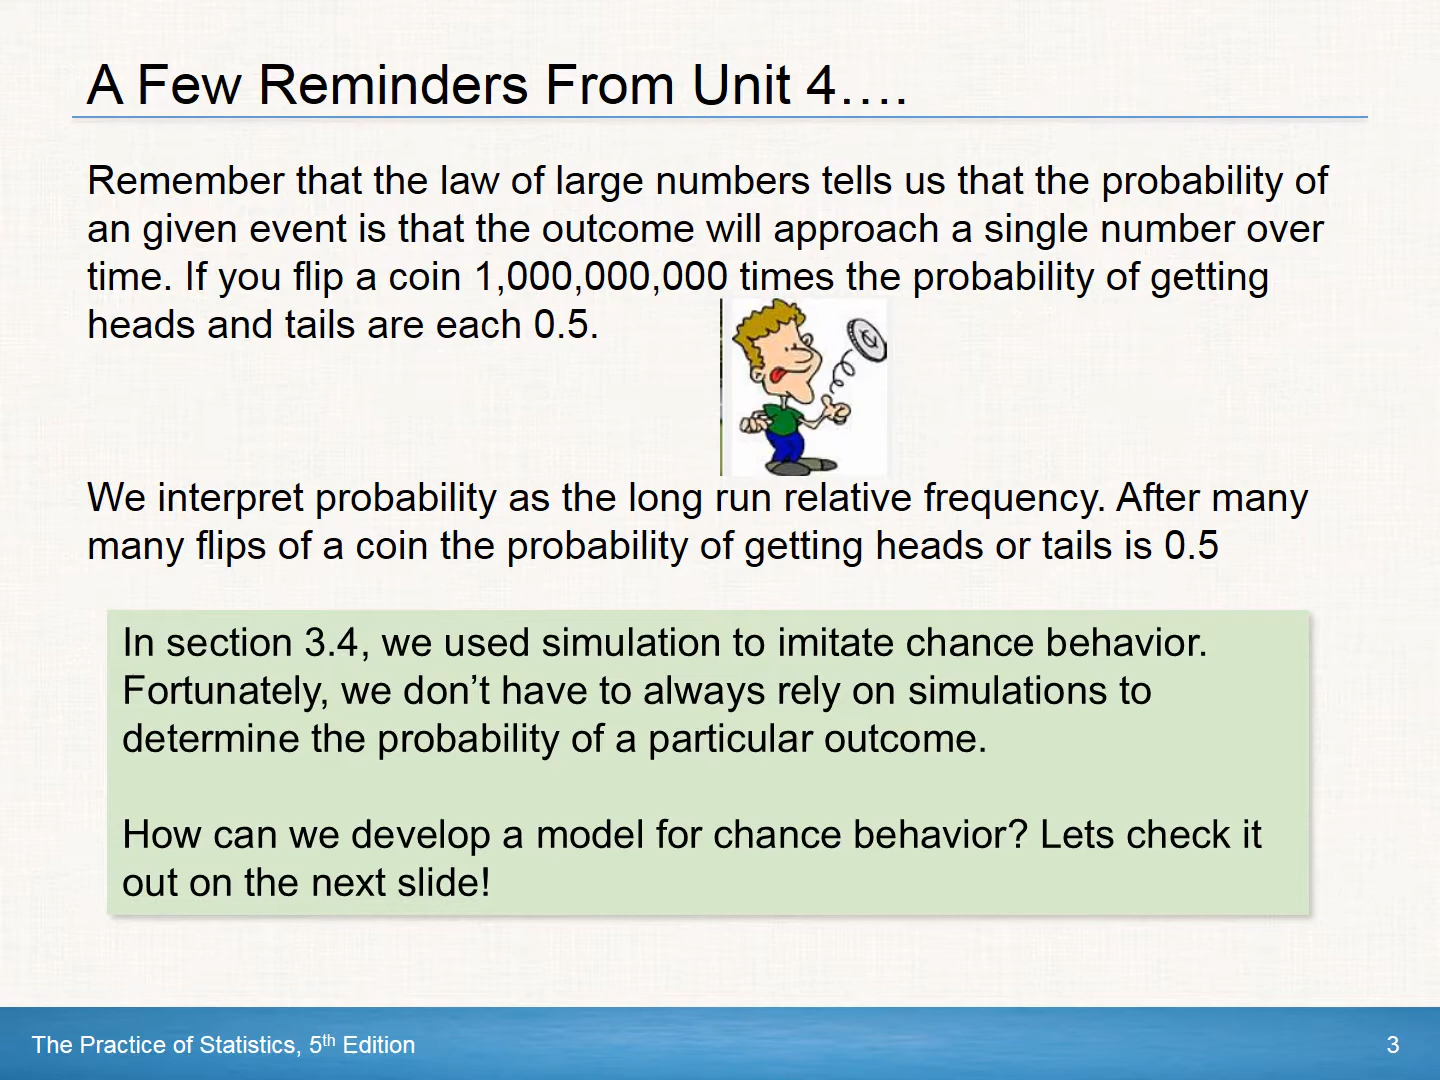 A Few Reminders From Unit 4….
Remember that the law of large numbers tells us that the probability of
an given event is that the outcome will approach a single number over
time. If you flip a coin 1,000,000,000 times the probability of getting
heads and tails are each 0.5.
We interpret probability as the long run relative frequency. After many
many flips of a coin the probability of getting heads or tails is 0.5
In section 3.4, we used simulation to imitate chance behavior.
Fortunately, we don’t have to always rely on simulations to
determine the probability of a particular outcome.
How can we develop a model for chance behavior? Lets check it
out on the next slide!
The Practice of Statistics, 5th Edition
3